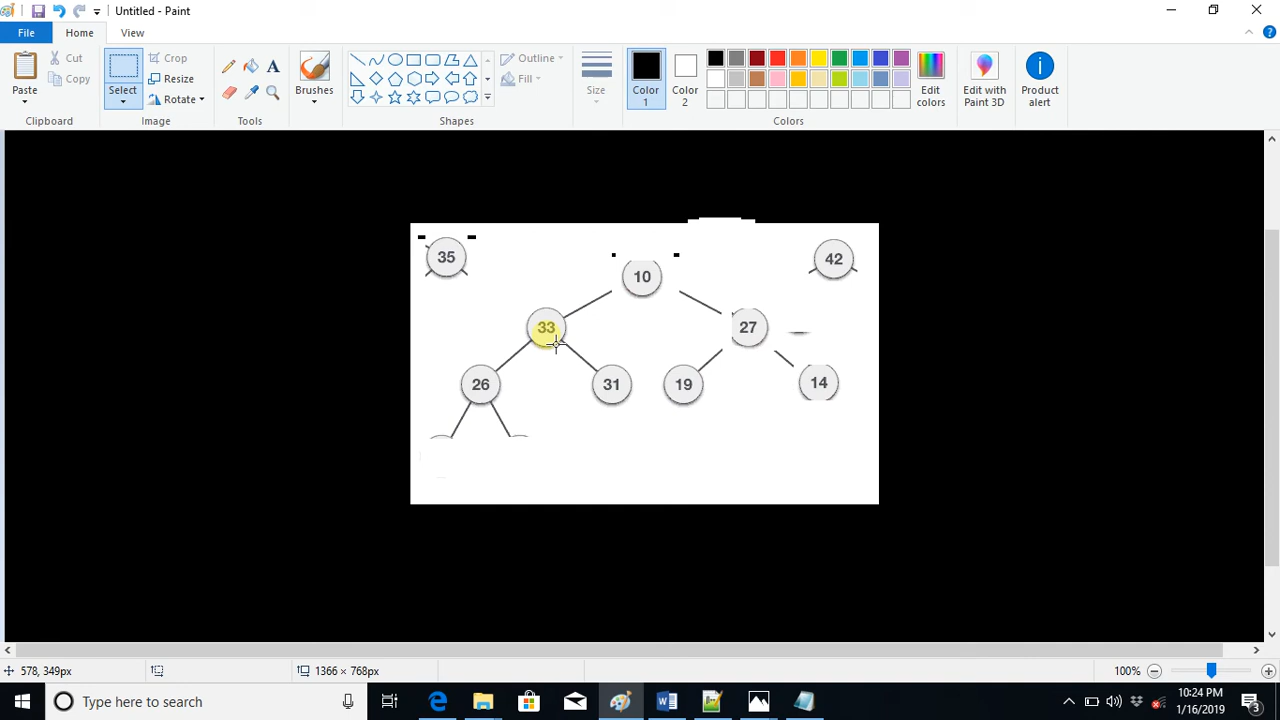 Untitled - Paint
File Home View
Paste
Cut
Copy
Clipboard
Select
Crop
Resize
Rotate
Image
A
Tools
Brushes
Outline
Fill
Shapes
Size
Color 1
Color 2
Edit colors
Colors
Edit with Paint 3D
Product alert
35
42
10
33
27
26
31
19
14
578, 349px
1366 × 768px
100%
Type here to search
10:24 PM
1/16/2019
3